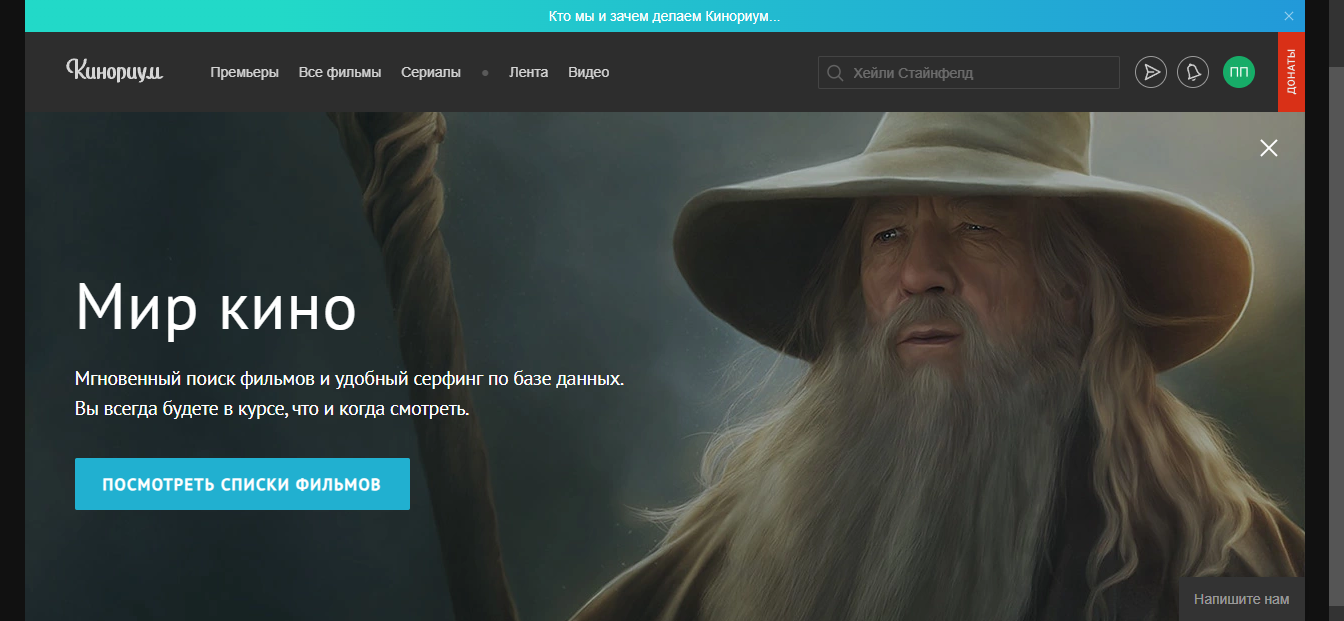 Кто мы и зачем делаем Кинориум...
Кинориум
Премьеры Все фильмы Сериалы • Лента Видео
Хейли Стайнфелд
ПП
ДОНАТЫ
Мир кино
Мгновенный поиск фильмов и удобный серфинг по базе данных.
Вы всегда будете в курсе, что и когда смотреть.
ПОСМОТРЕТЬ СПИСКИ ФИЛЬМОВ
Напишите нам